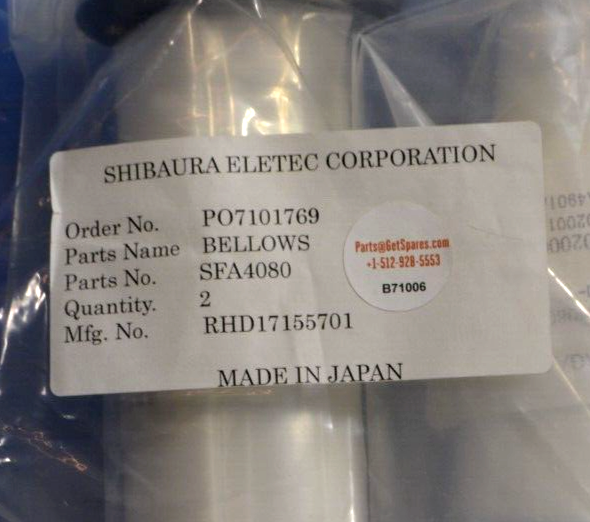 SHIBAURA ELETEC CORPORATION
Order No. PO7101769
Parts Name BELLOWS
Parts No. SFA4080
Quantity. 2
Mfg. No. RHD17155701
MADE IN JAPAN
Parts@GetSpares.com
+1-512-928-5553
B71006